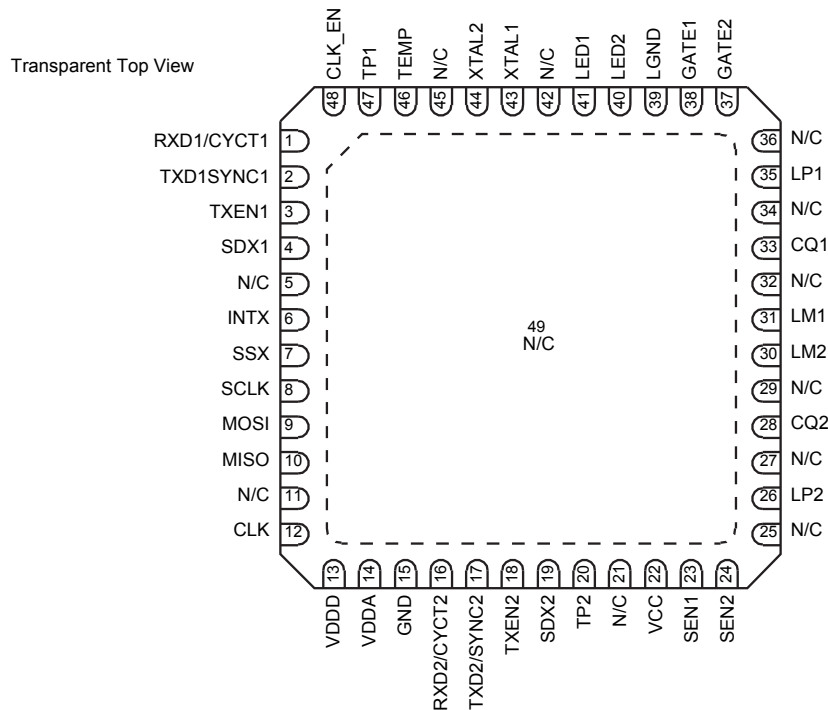 Transparent Top View
CLK_EN
TP1
TEMP
N/C
XTAL2
XTAL1
N/C
LED1
LED2
LGND
GATE1
GATE2
48
47
46
45
44
43
42
41
40
39
38
37
RXD1/CYCT1 1
TXD1SYNC1 2
TXEN1 3
SDX1 4
N/C 5
INTX 6
SSX 7
SCLK 8
MOSI 9
MISO 10
N/C 11
CLK 12
49
N/C
36 N/C
35 LP1
34 N/C
33 CQ1
32 N/C
31 LM1
30 LM2
29 N/C
28 CQ2
27 N/C
26 LP2
25 N/C
13
14
15
16
17
18
19
20
21
22
23
24
VDDD
VDDA
GND
RXD2/CYCT2
TXD2/SYNC2
TXEN2
SDX2
TP2
N/C
VCC
SEN1
SEN2